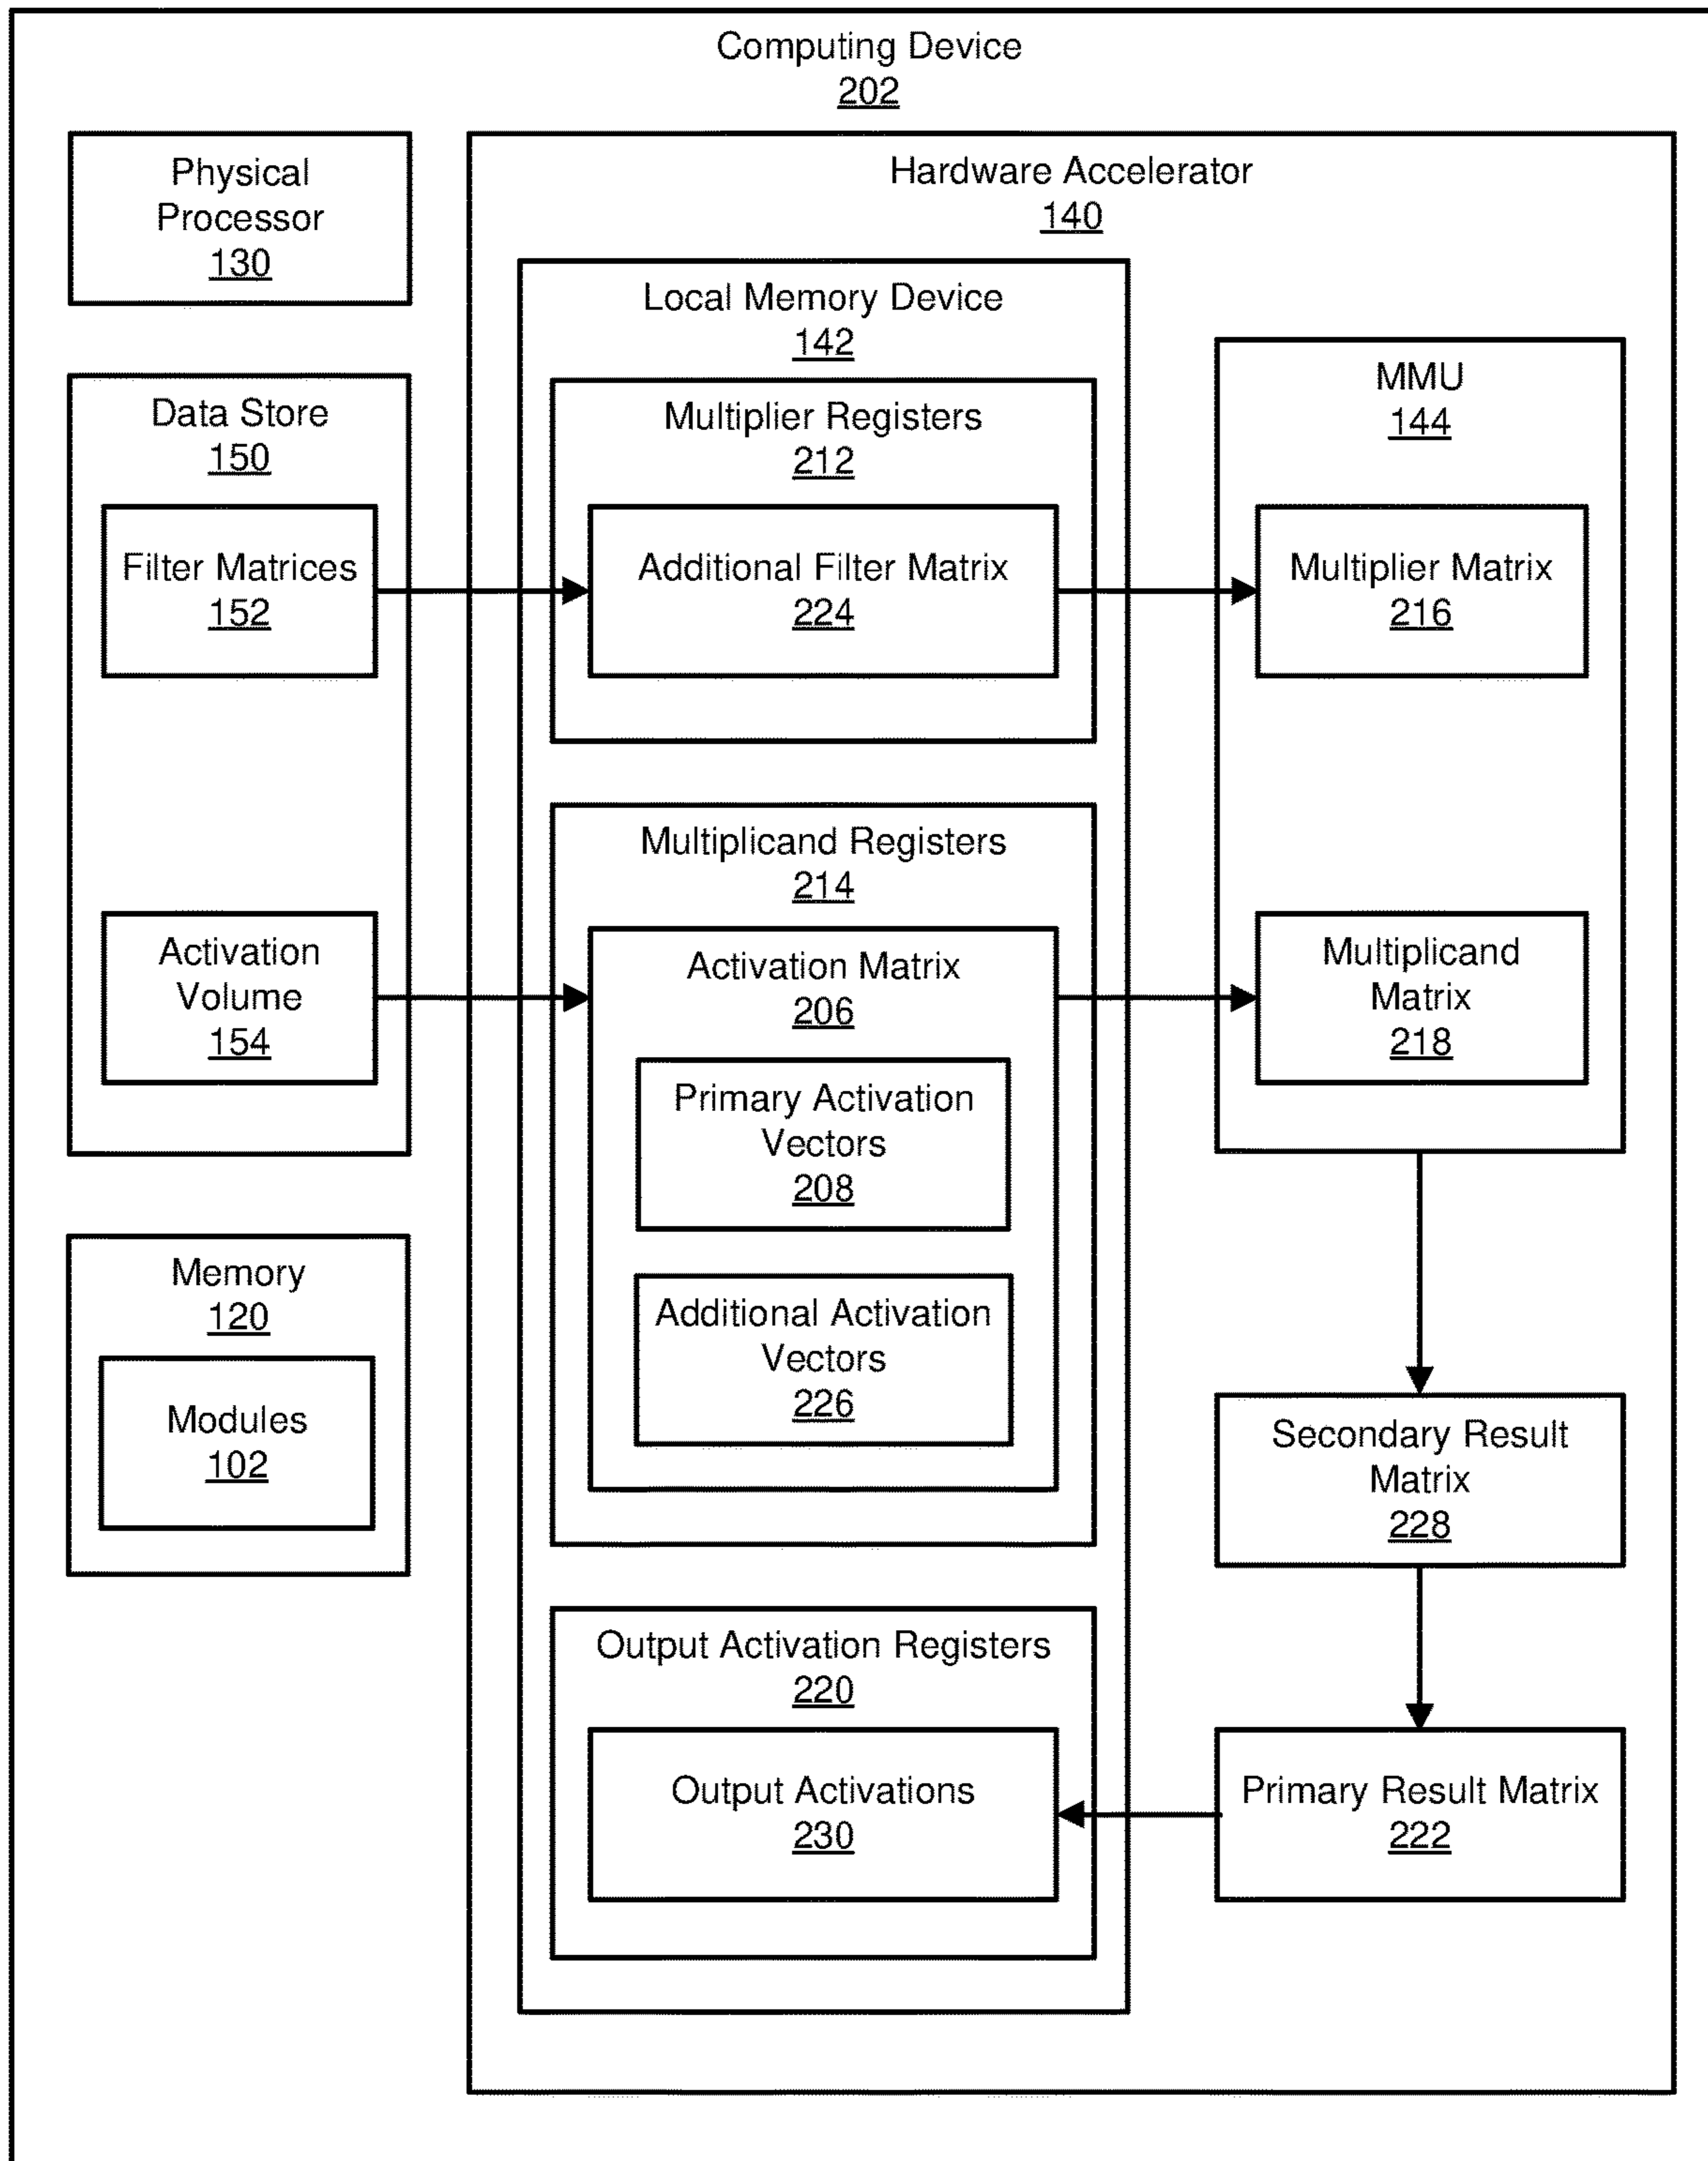 Computing Device
202
Physical
Processor
130
Data Store
150
Filter Matrices
152
Activation
Volume
154
Memory
120
Modules
102
Hardware Accelerator
140
Local Memory Device
142
Multiplier Registers
212
Additional Filter Matrix
224
Multiplicand Registers
214
Activation Matrix
206
Primary Activation
Vectors
208
Additional Activation
Vectors
226
Output Activation Registers
220
Output Activations
230
MMU
144
Multiplier Matrix
216
Multiplicand
Matrix
218
Secondary Result
Matrix
228
Primary Result Matrix
222